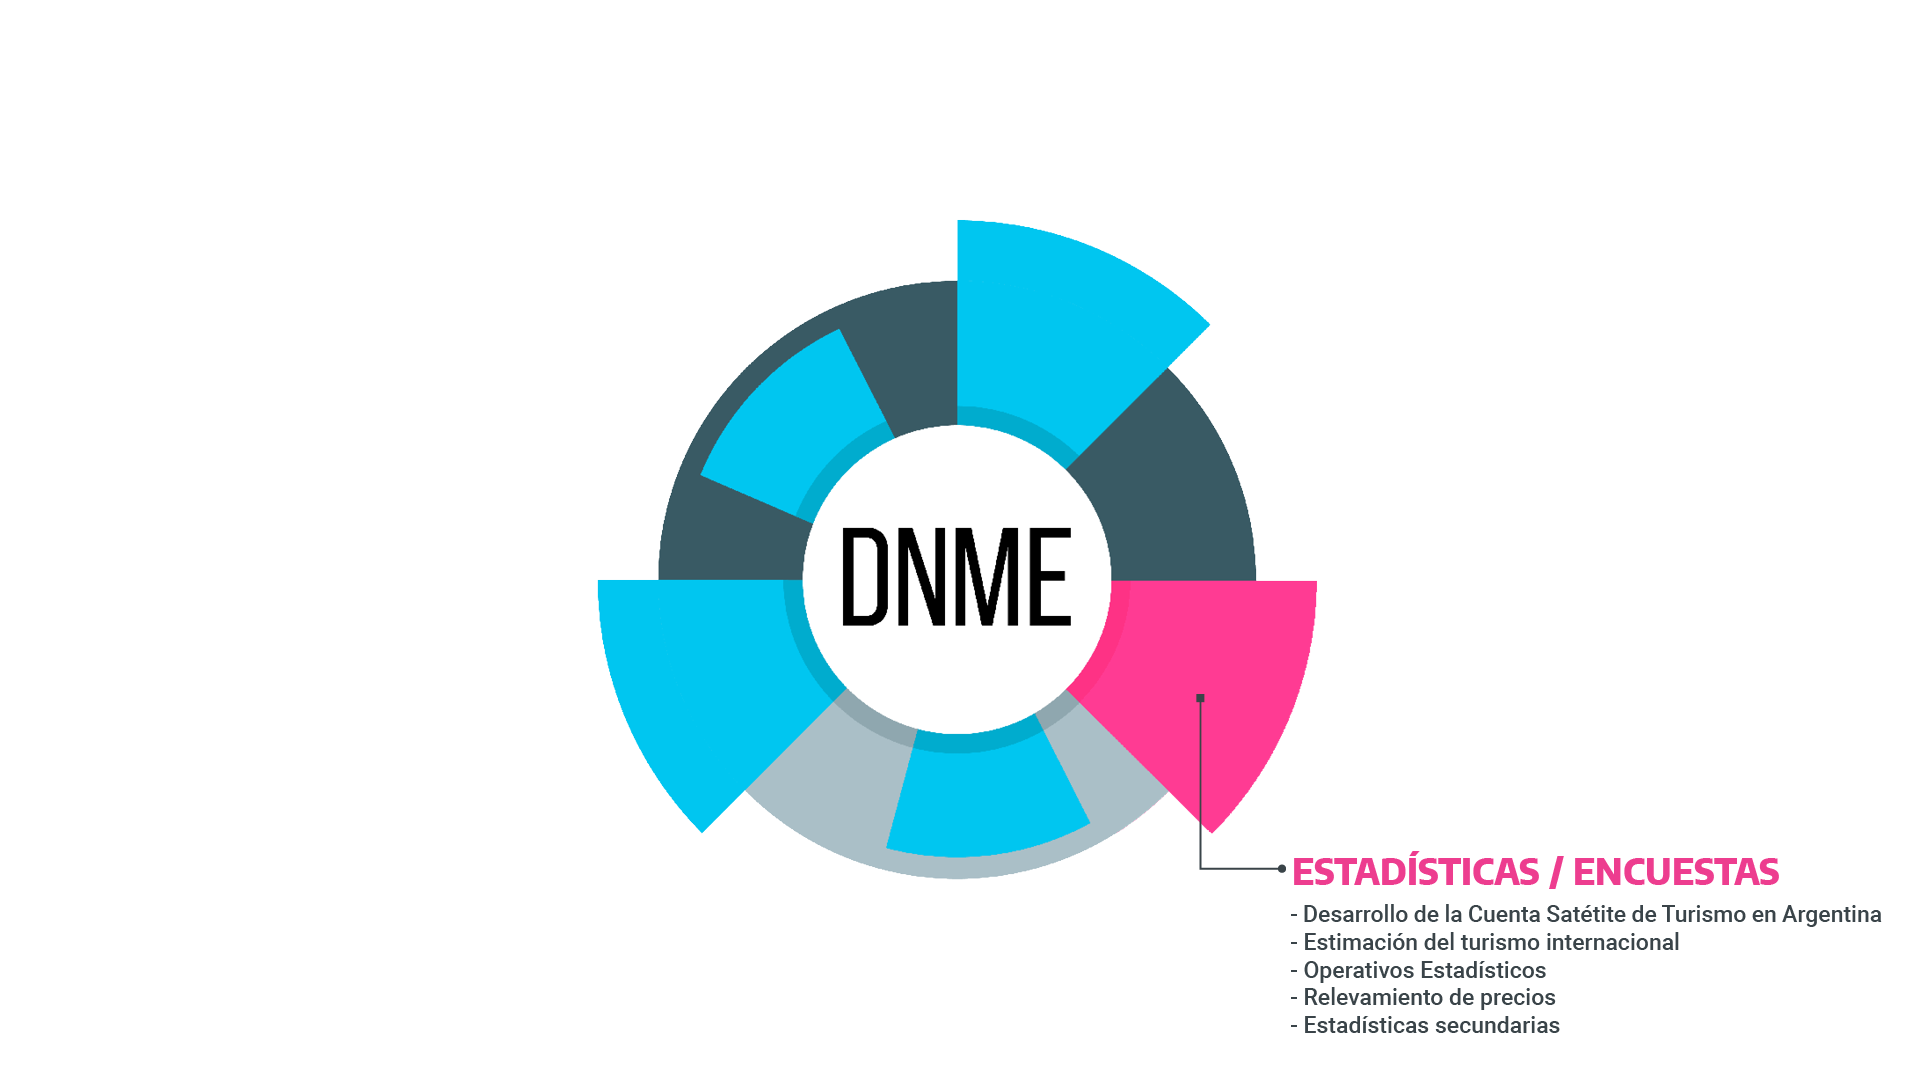 DNME
ESTADÍSTICAS / ENCUESTAS
- Desarrollo de la Cuenta Satétite de Turismo en Argentina
- Estimación del turismo internacional
- Operativos Estadísticos
- Relevamiento de precios
- Estadísticas secundarias